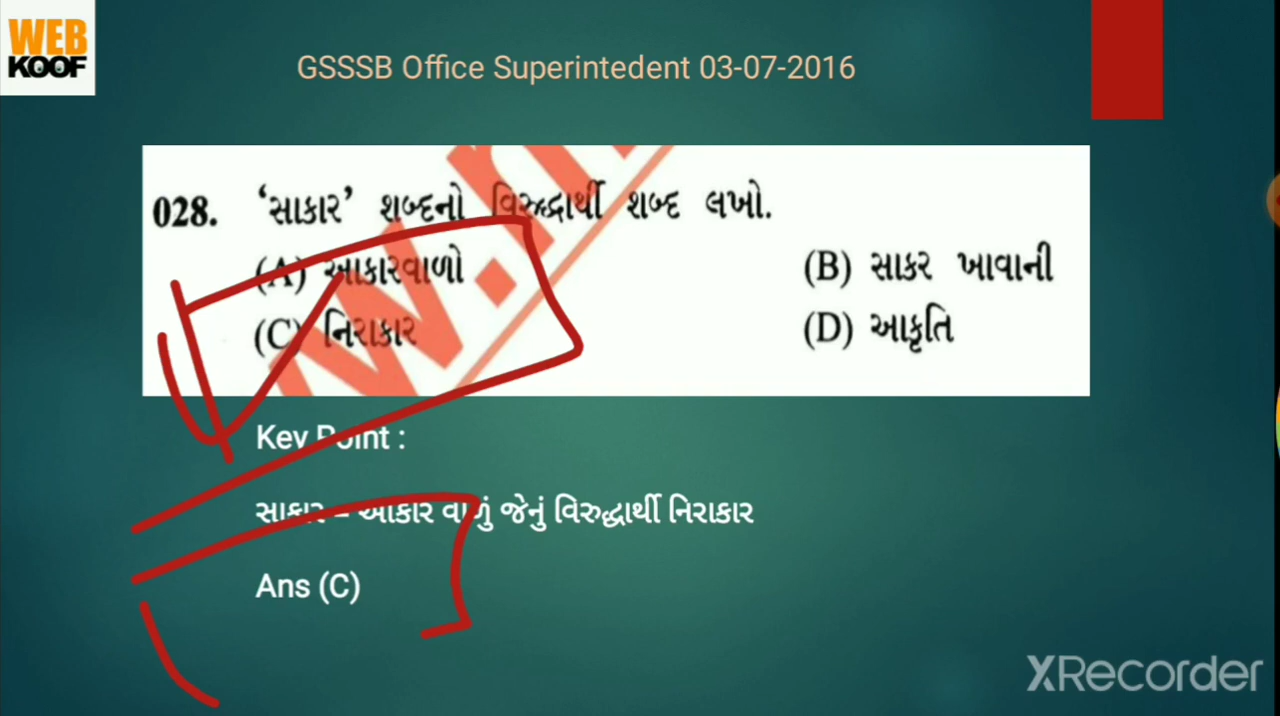 WEB
KOOF
GSSSB Office Superintedent 03-07-2016
028. ‘સાકાર’ શબ્દનો વિરુદ્ધાર્થી શબ્દ લખો.
(A) આકારવાળો (B) સાકર ખાવાની
(C) નિરાકાર (D) આકૃતિ
Key Point :
સાકાર – આકાર વાળું જેનું વિરુદ્ધાર્થી નિરાકાર
Ans (C)
XRecorder